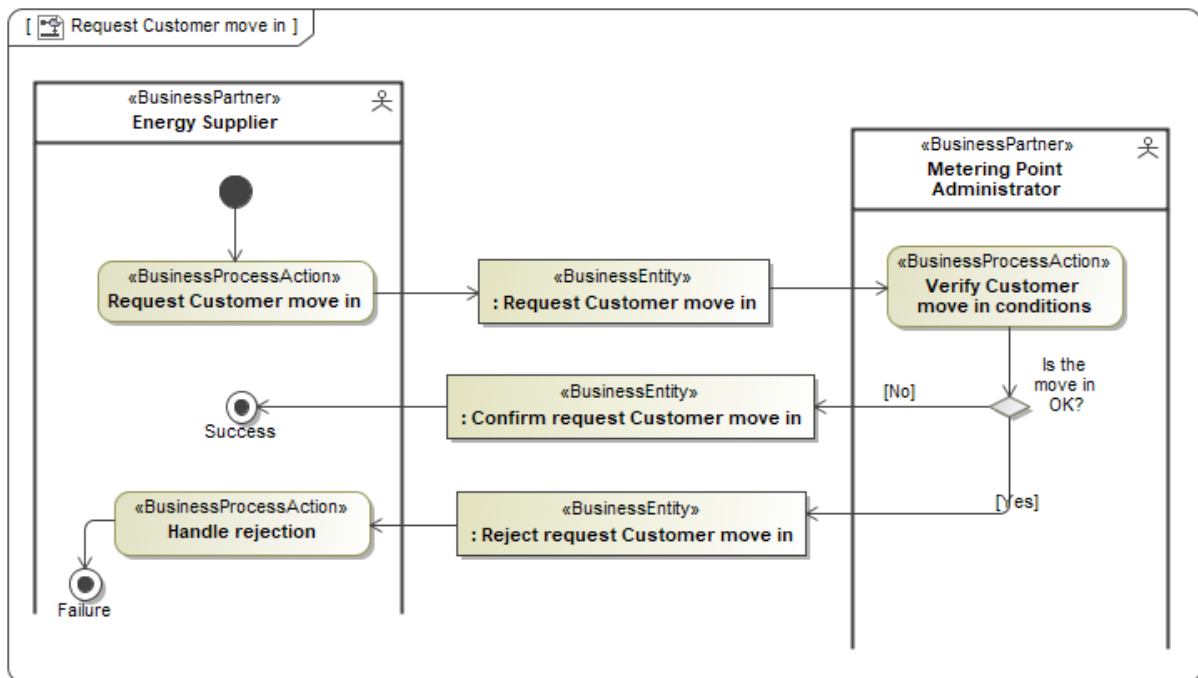 [ Request Customer move in ]
«BusinessPartner»
Energy Supplier
«BusinessPartner»
Metering Point
Administrator
«BusinessProcessAction»
Request Customer move in
«BusinessEntity»
: Request Customer move in
«BusinessProcessAction»
Verify Customer
move in conditions
Is the
move in
OK?
[No]
«BusinessEntity»
: Confirm request Customer move in
Success
[Yes]
«BusinessEntity»
: Reject request Customer move in
«BusinessProcessAction»
Handle rejection
Failure